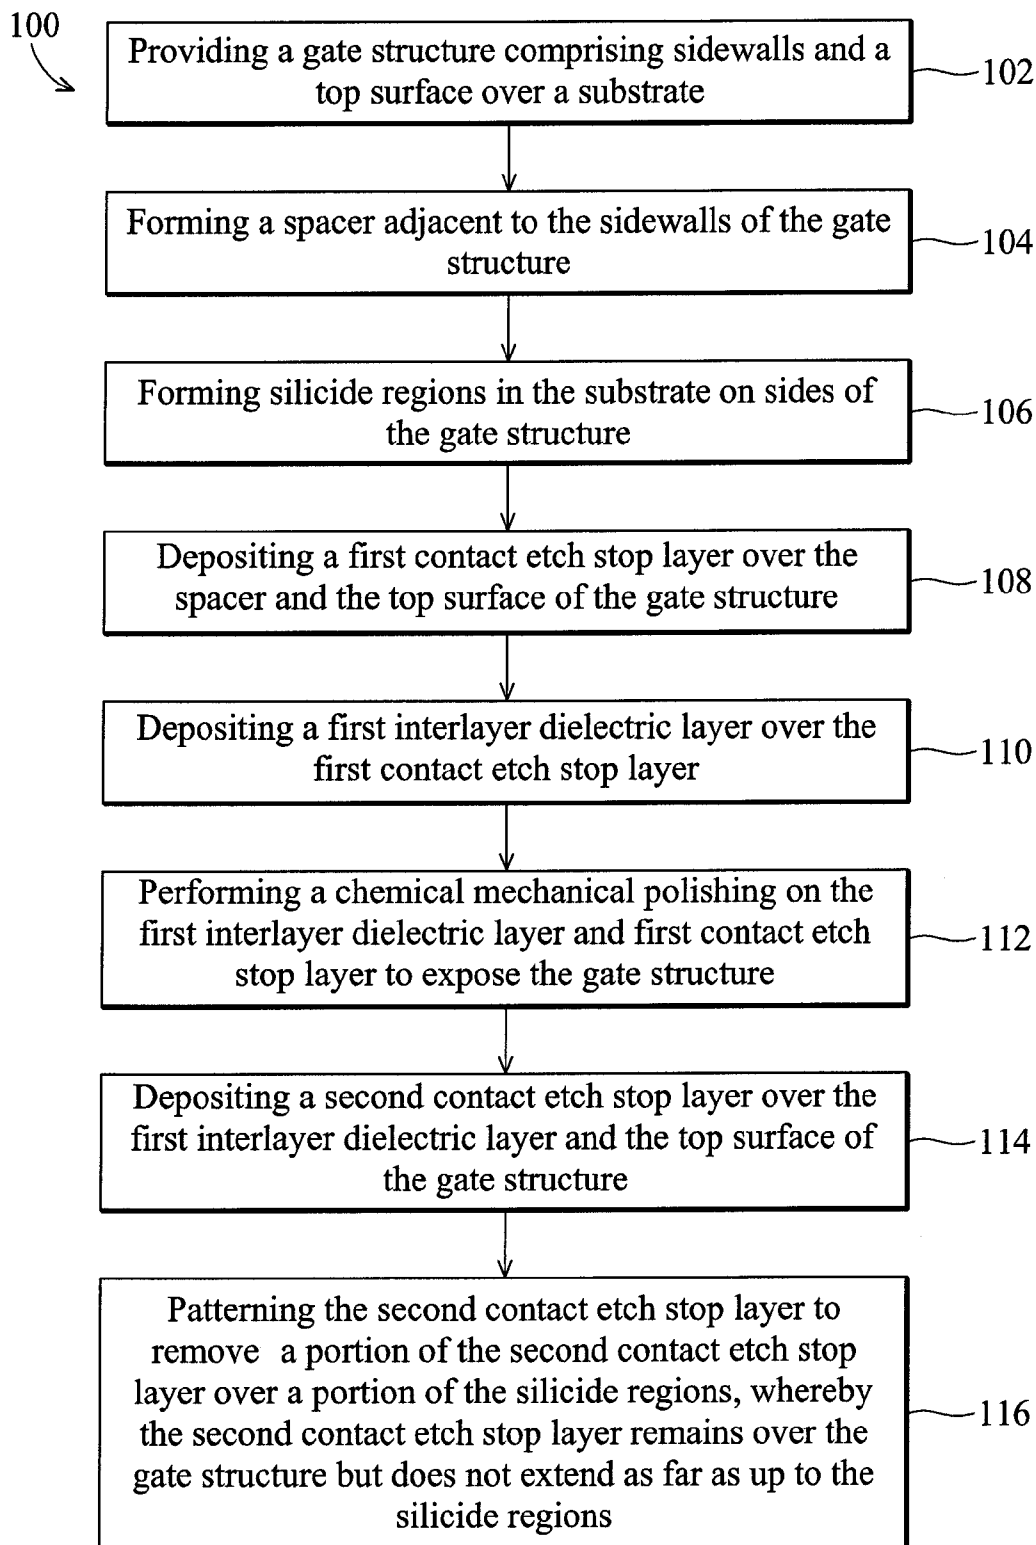 100
Providing a gate structure comprising sidewalls and a
top surface over a substrate
102
Forming a spacer adjacent to the sidewalls of the gate
structure
104
Forming silicide regions in the substrate on sides of
the gate structure
106
Depositing a first contact etch stop layer over the
spacer and the top surface of the gate structure
108
Depositing a first interlayer dielectric layer over the
first contact etch stop layer
110
Performing a chemical mechanical polishing on the
first interlayer dielectric layer and first contact etch
stop layer to expose the gate structure
112
Depositing a second contact etch stop layer over the
first interlayer dielectric layer and the top surface of
the gate structure
114
Patterning the second contact etch stop layer to
remove a portion of the second contact etch stop
layer over a portion of the silicide regions, whereby
the second contact etch stop layer remains over the
gate structure but does not extend as far as up to the
silicide regions
116